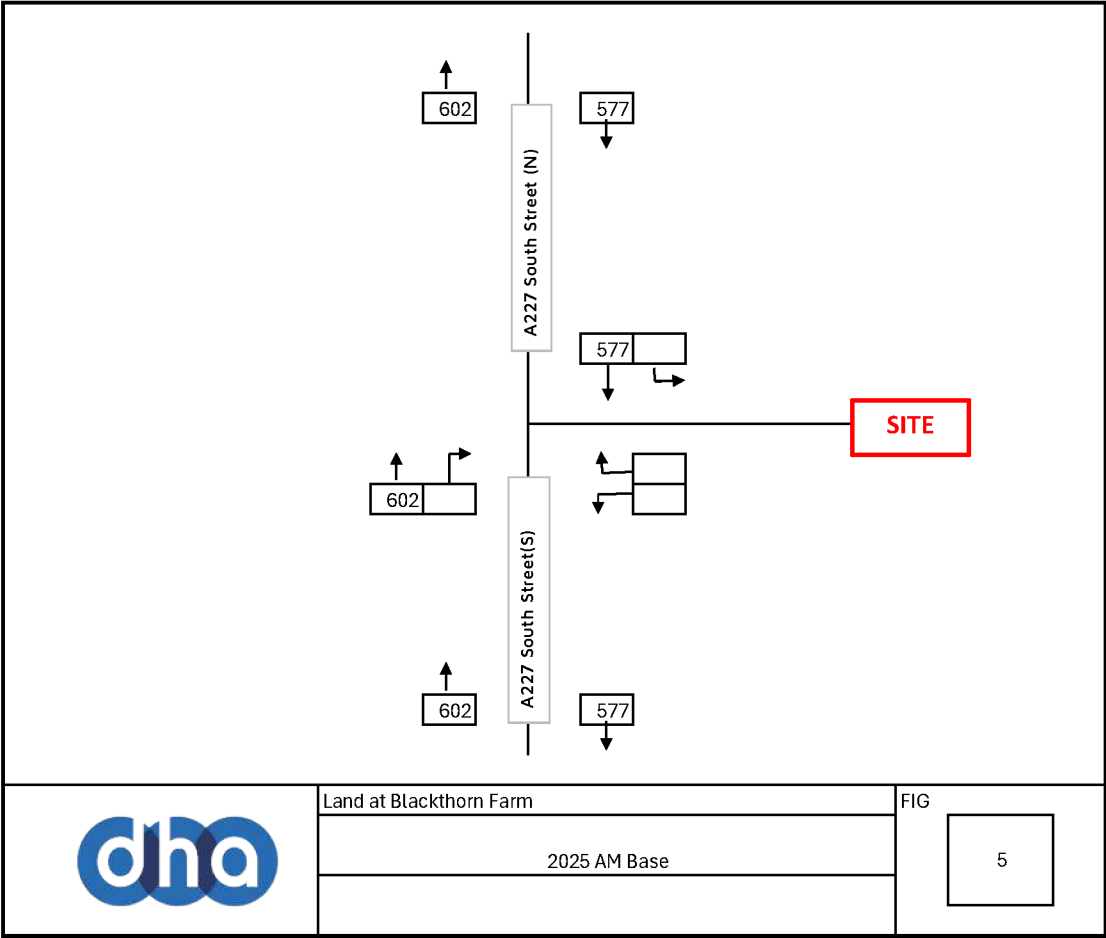 602
577
A227 South Street (N)
577
SITE
602
A227 South Street(S)
602
577
dha
Land at Blackthorn Farm
2025 AM Base
FIG
5